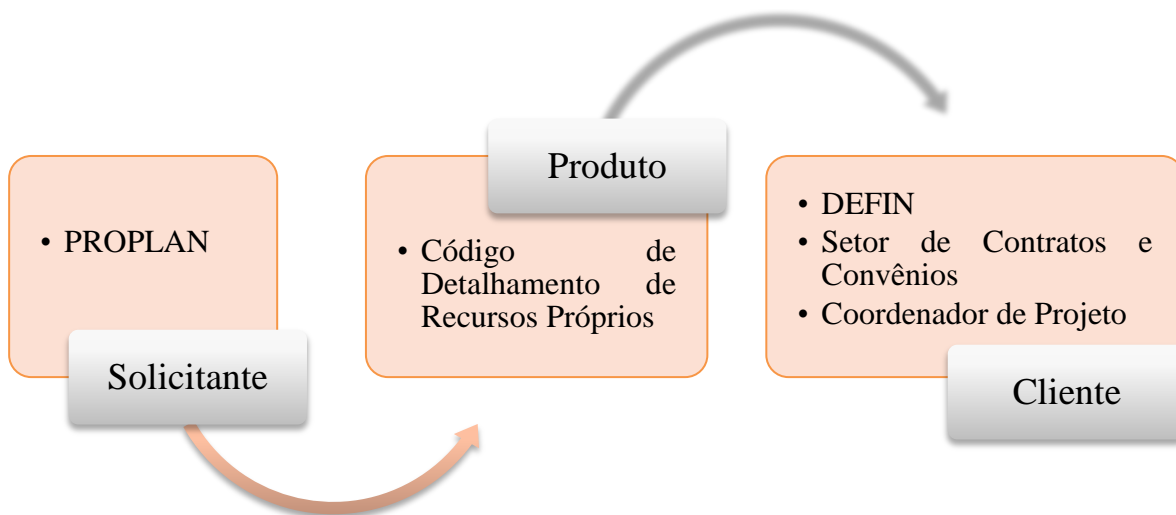 • PROPLAN
Solicitante
Produto
• Código de
Detalhamento de
Recursos Próprios
• DEFIN
• Setor de Contratos e
Convênios
• Coordenador de Projeto
Cliente